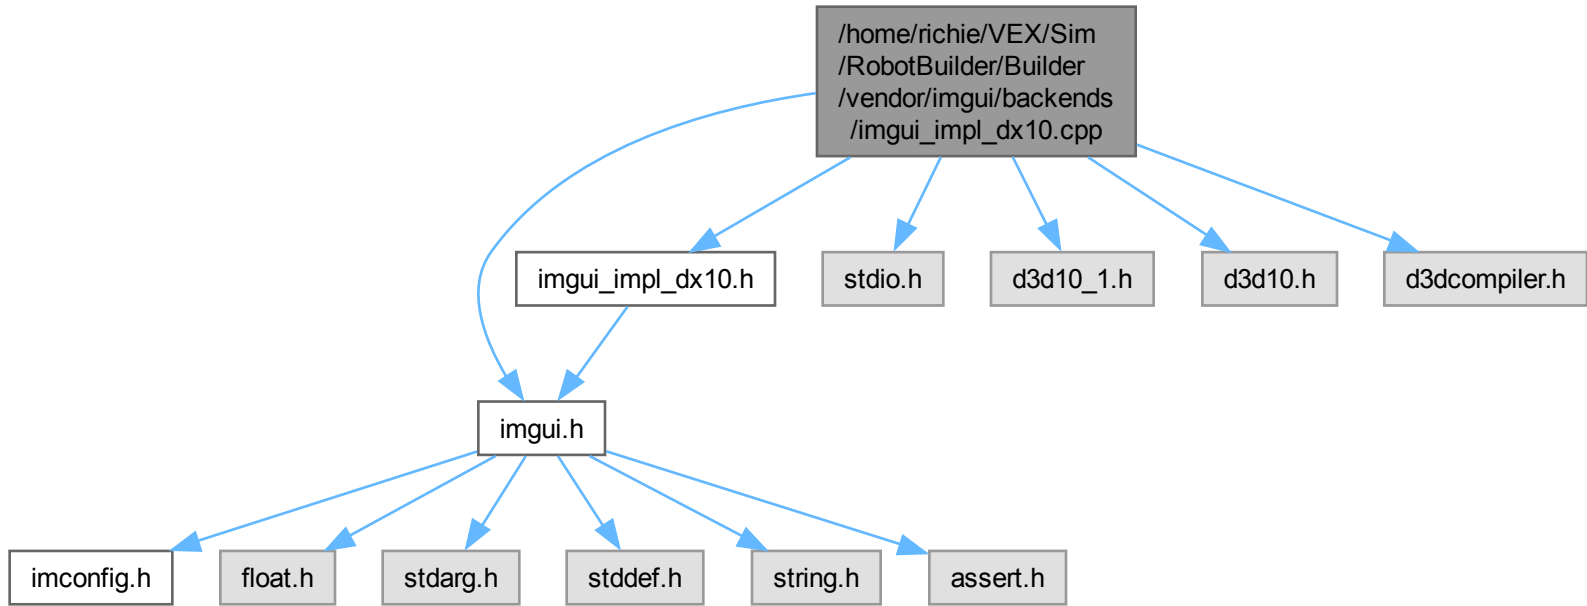 /home/richie/VEX/Sim
/RobotBuilder/Builder
/vendor/imgui/backends
/imgui_impl_dx10.cpp
imgui_impl_dx10.h
stdio.h
d3d10_1.h
d3d10.h
d3dcompiler.h
imgui.h
imconfig.h
float.h
stdarg.h
stddef.h
string.h
assert.h